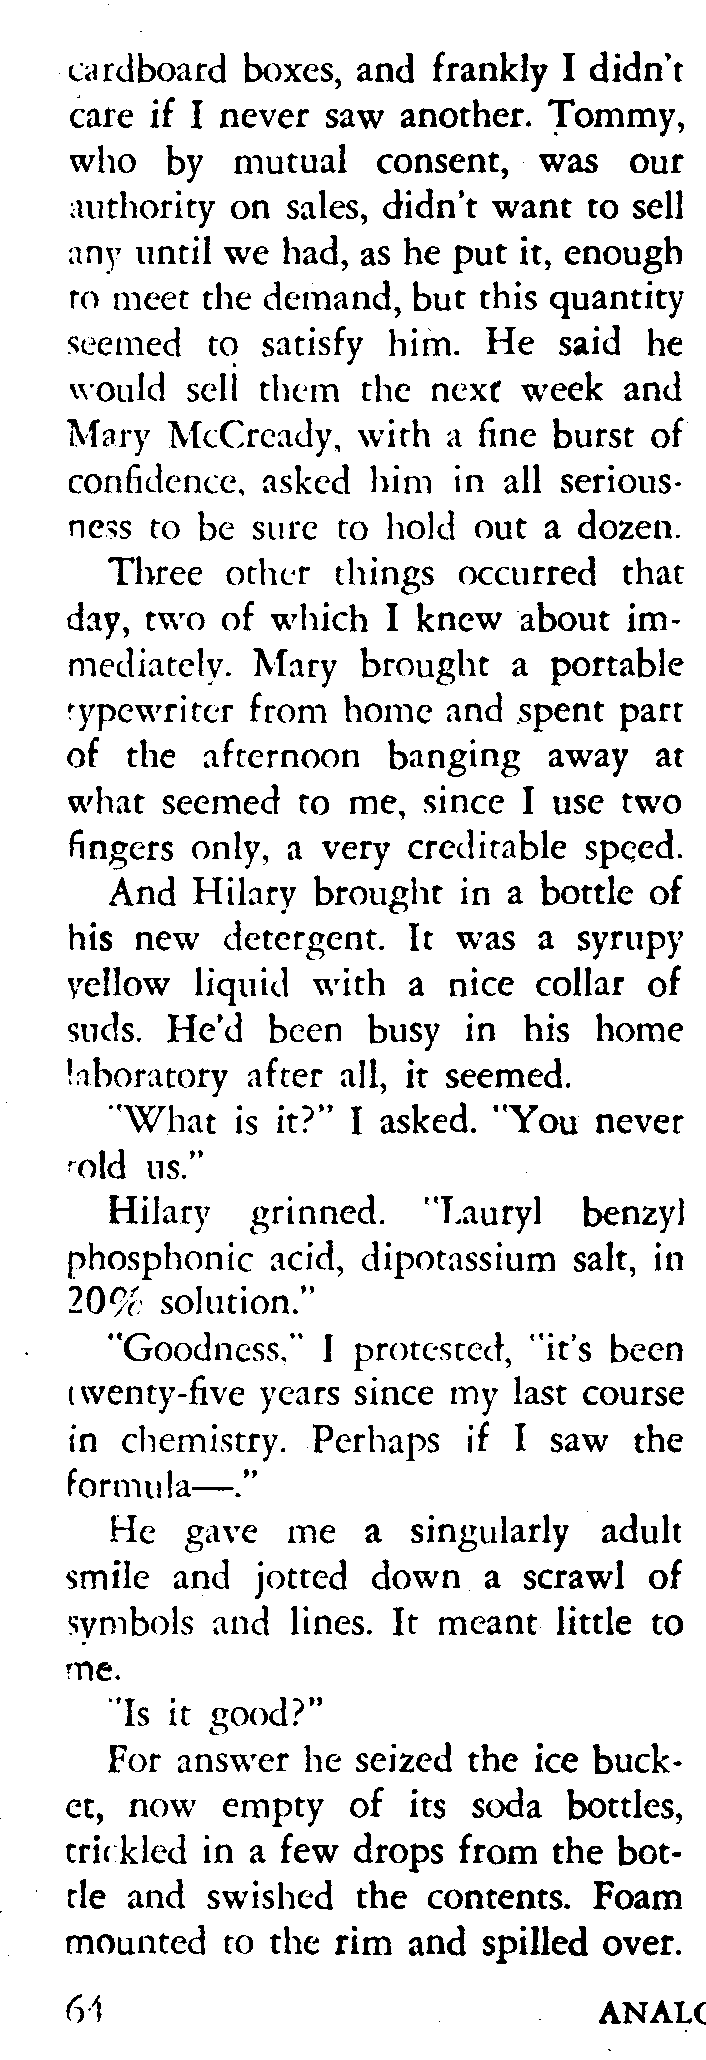 cardboard boxes, and frankly I didn't
care if I never saw another. Tommy,
who by mutual consent, was our
authority on sales, didn't want to sell
any until we had, as he put it, enough
to meet the demand, but this quantity
seemed to satisfy him. He said he
would sell them the next week and
Mary McCready, with a fine burst of
confidence, asked him in all serious-
ness to be sure to hold out a dozen.
Three other things occurred that
day, two of which I knew about im-
mediately. Mary brought a portable
typewriter from home and spent part
of the afternoon banging away at
what seemed to me, since I use two
fingers only, a very creditable speed.
And Hilary brought in a bottle of
his new detergent. It was a syrupy
yellow liquid with a nice collar of
suds. He'd been busy in his home
laboratory after all, it seemed.
"What is it?" I asked. "You never
told us."
Hilary grinned. "Lauryl benzyl
phosphonic acid, dipotassium salt, in
20% solution."
"Goodness," I protested, "it's been
twenty-five years since my last course
in chemistry. Perhaps if I saw the
formula—."
He gave me a singularly adult
smile and jotted down a scrawl of
symbols and lines. It meant little to
me.
"Is it good?"
For answer he seized the ice buck-
et, now empty of its soda bottles,
trickled in a few drops from the bot-
tle and swished the contents. Foam
mounted to the rim and spilled over.
64 ANALO